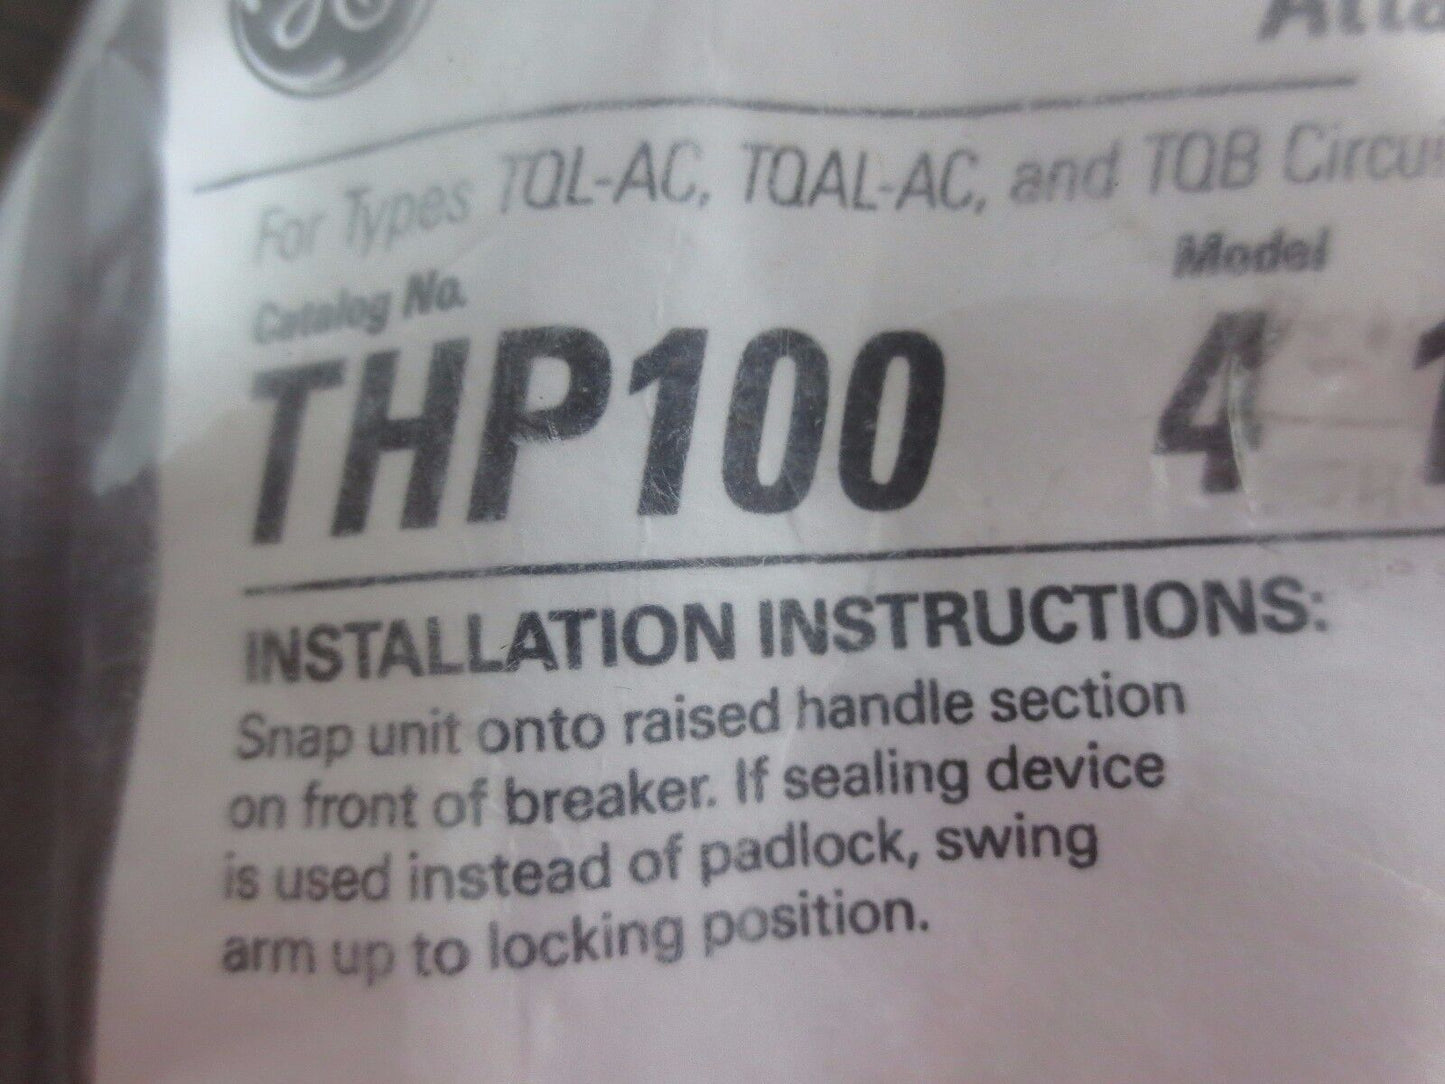 GE
For Types TQL-AC, TQAL-AC, and TQB
Catalog No.
Model
THP100
4
INSTALLATION INSTRUCTIONS:
Snap unit onto raised handle section
on front of breaker. If sealing device
is used instead of padlock, swing
arm up to locking position.